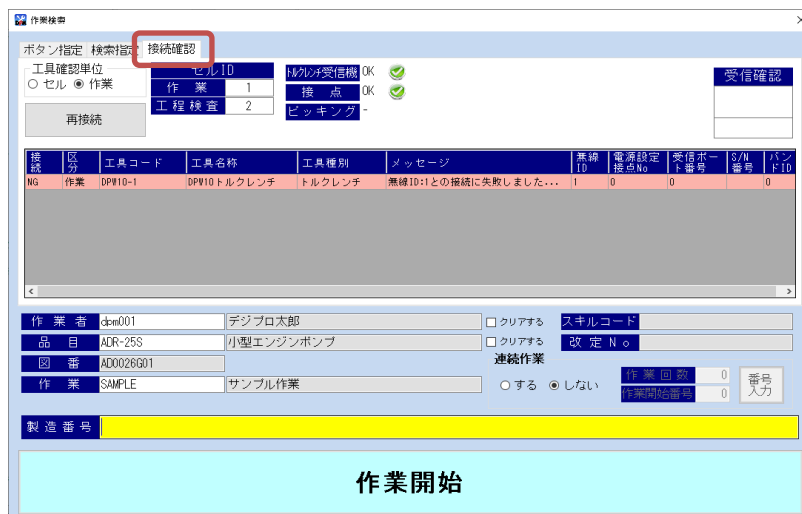 作業検索
ボタン指定 検索指定 接続確認
工具確認単位
セル 作業
再接続
セルID
作 業 1
工程検査 2
トルクレンチ受信機 OK
接 点 OK
ピッキング -
受信確認
接続 区分 工具コード 工具名称 工具種別 メッセージ 無線ID 電源設定接点No 受信ポート番号 S/N番号 バンドID
NG 作業 DPW10-1 DPW10トルクレンチ トルクレンチ 無線ID:1との接続に失敗しました... 1 0 0 0
作 業 者 dpm001 デジプロ太郎 クリアする スキルコード
品 目 ADR-25S 小型エンジンポンプ クリアする 改 定 No
図 番 AD0026G01
作 業 SAMPLE サンプル作業
連続作業
する しない
作 業 回 数 0
作業開始番号 0
番号入力
製 造 番 号
作業開始